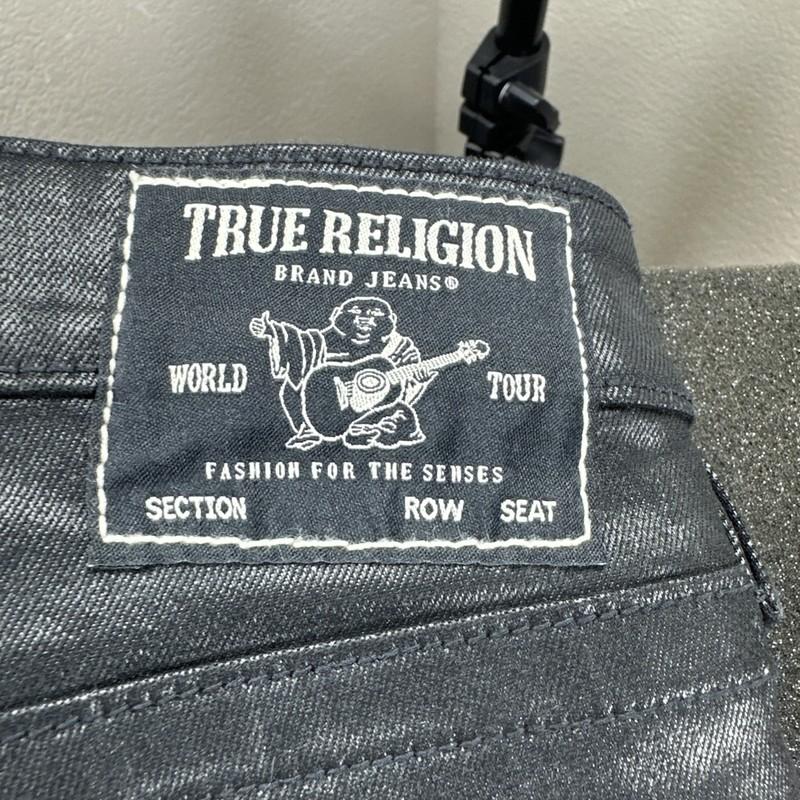 TRUE RELIGION
BRAND JEANS®
WORLD TOUR
FASHION FOR THE SENSES
SECTION ROW SEAT